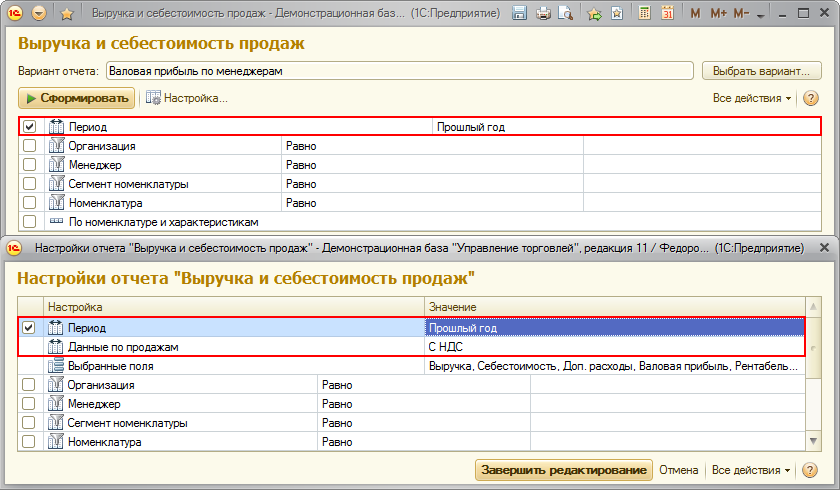 Выручка и себестоимость продаж - Демонстрационная баз... (1С:Предприятие) M M+ M-
Выручка и себестоимость продаж
Вариант отчета: Валовая прибыль по менеджерам Выбрать вариант...
Сформировать Настройка... Все действия
Период Прошлый год
Организация Равно
Менеджер Равно
Сегмент номенклатуры Равно
Номенклатура Равно
По номенклатуре и характеристикам
Настройки отчета "Выручка и себестоимость продаж" - Демонстрационная база "Управление торговлей", редакция 11 / Федоро... (1С:Предприятие)
Настройки отчета "Выручка и себестоимость продаж"
Настройка Значение
Период Прошлый год
Данные по продажам С НДС
Выбранные поля Выручка, Себестоимость, Доп. расходы, Валовая прибыль, Рентабель...
Организация Равно
Менеджер Равно
Сегмент номенклатуры Равно
Номенклатура Равно
Завершить редактирование Отмена Все действия